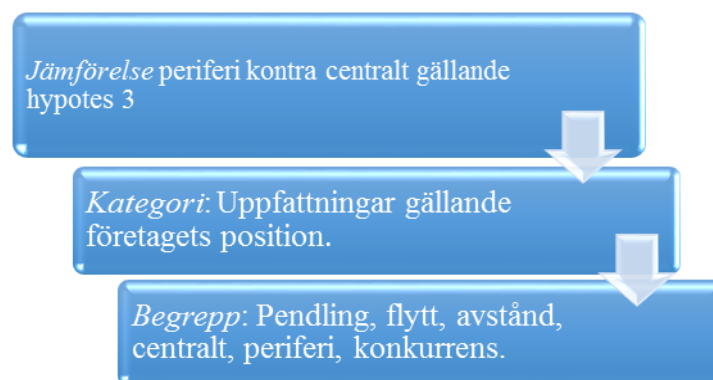 Jämförelse periferi kontra centralt gällande
hypotes 3
Kategori: Uppfattningar gällande
företagets position.
Begrepp: Pendling, flytt, avstånd,
centralt, periferi, konkurrens.